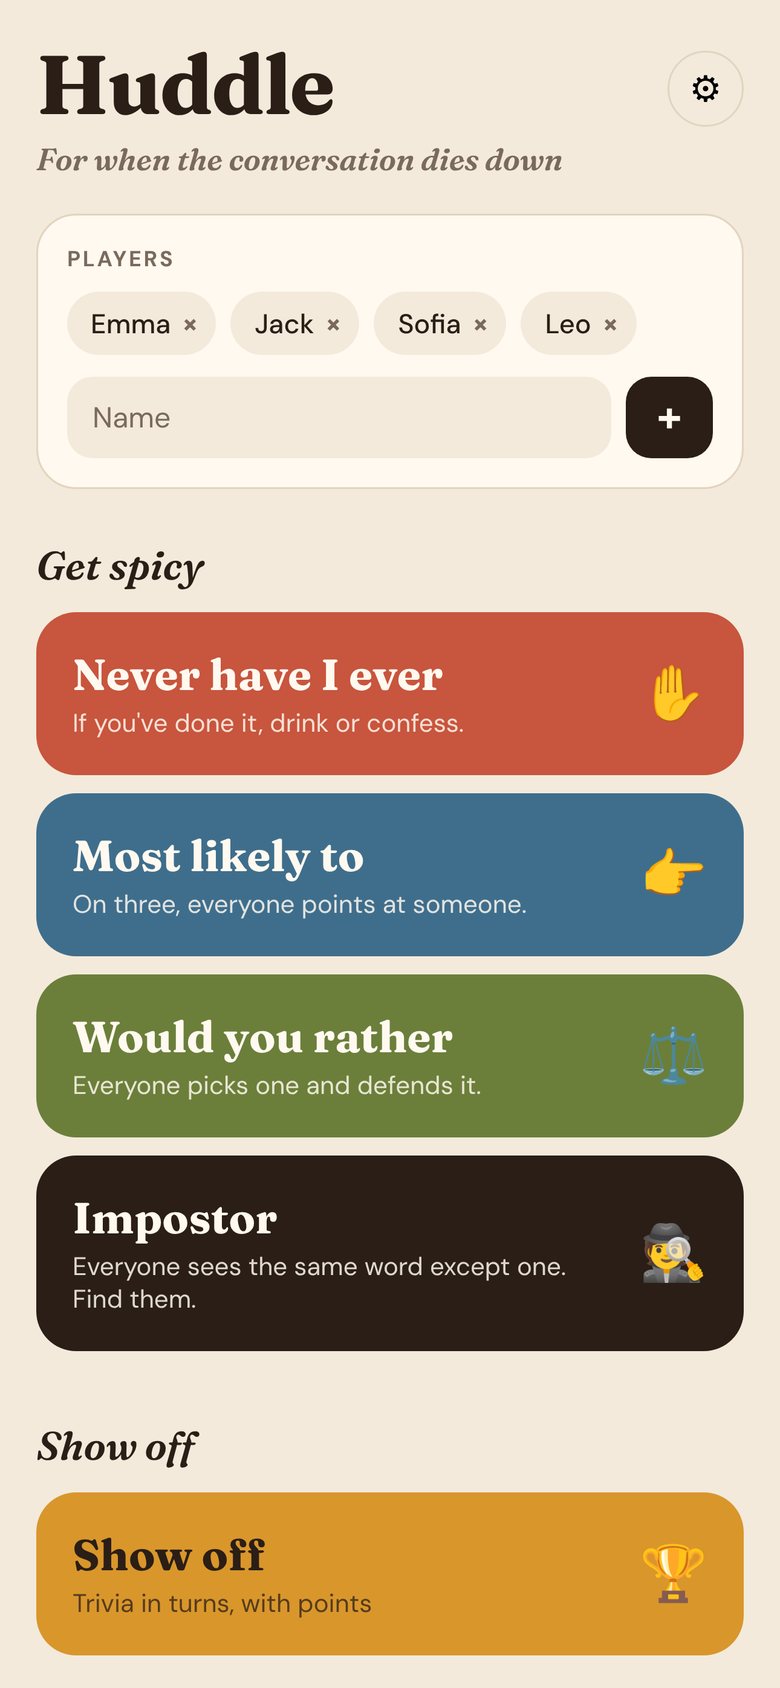 Huddle
For when the conversation dies down
PLAYERS
Emma × Jack × Sofia × Leo ×
Name +
Get spicy
Never have I ever
If you've done it, drink or confess.
Most likely to
On three, everyone points at someone.
Would you rather
Everyone picks one and defends it.
Impostor
Everyone sees the same word except one.
Find them.
Show off
Show off
Trivia in turns, with points